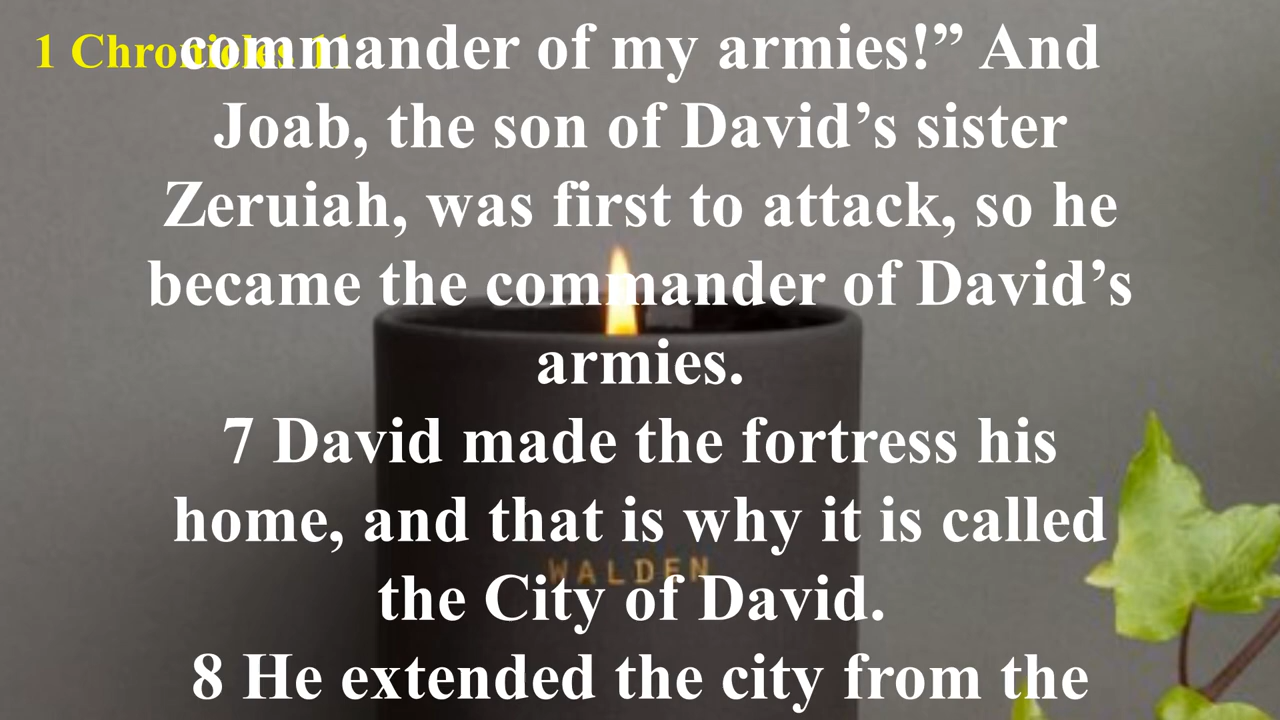 1 Chronicles 11
commander of my armies!” And
Joab, the son of David’s sister
Zeruiah, was first to attack, so he
became the commander of David’s
armies.
7 David made the fortress his
home, and that is why it is called
the City of David.
WALDEN
8 He extended the city from the